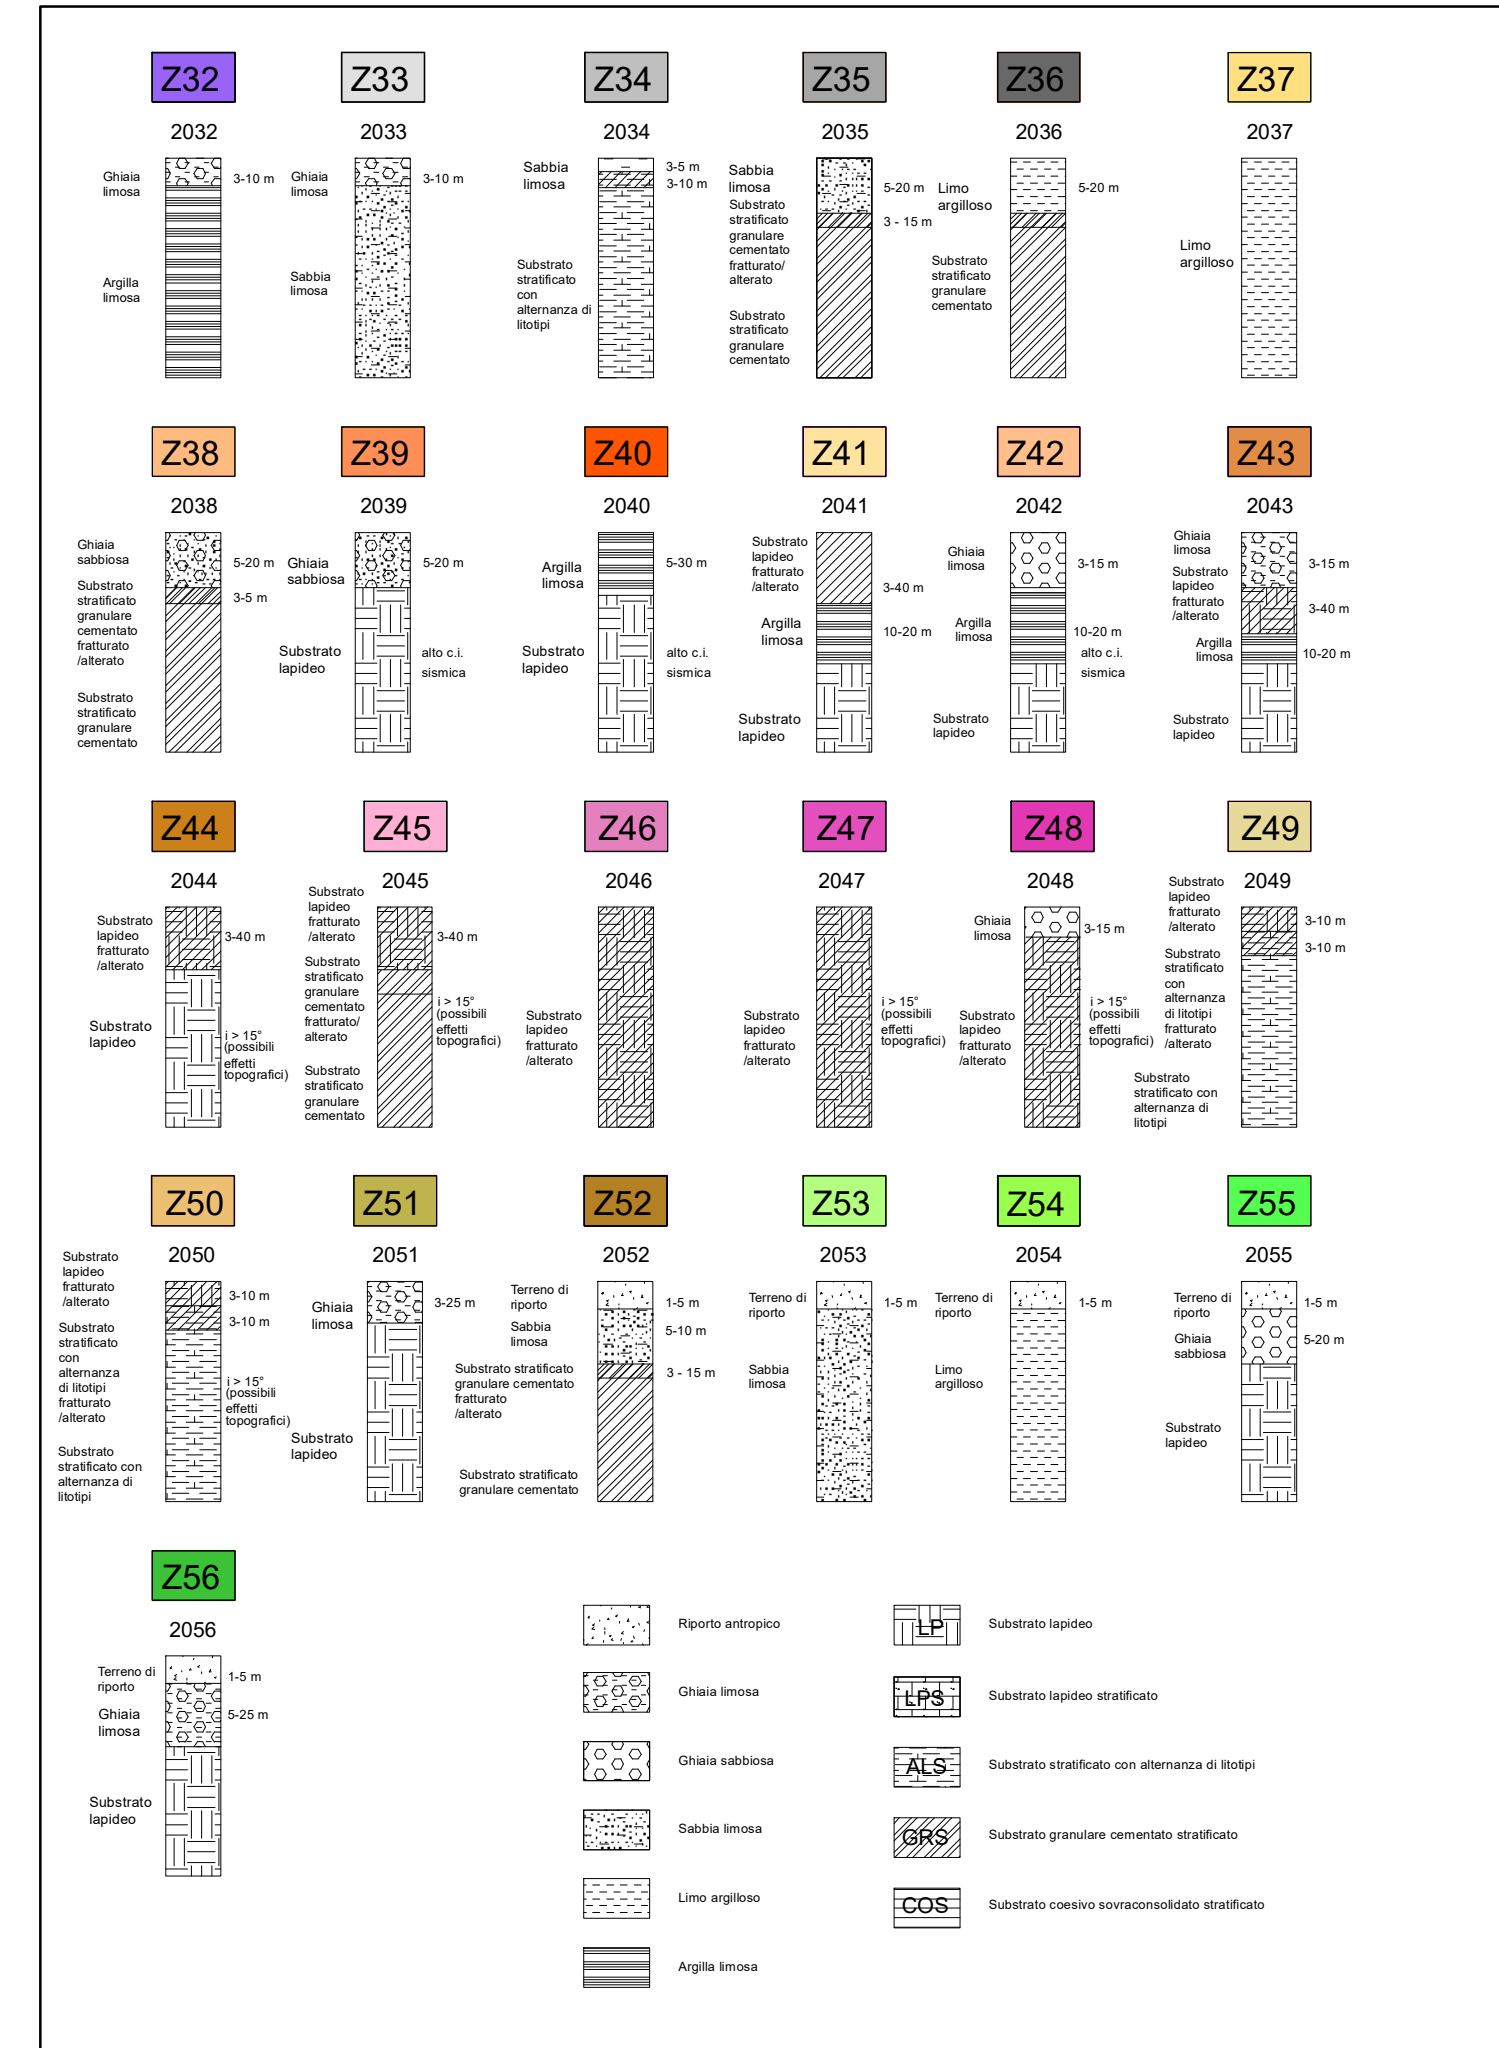 Z32
2032
Ghiaia
limosa
3-10 m
Argilla
limosa
Z33
2033
Ghiaia
limosa
3-10 m
Sabbia
limosa
Z34
2034
Sabbia
limosa
3-5 m
3-10 m
Substrato
stratificato
con
alternanza di
litotipi
Z35
2035
Sabbia
limosa
5-20 m
Substrato
stratificato
granulare
cementato
fratturato/
alterato
3 - 15 m
Substrato
stratificato
granulare
cementato
Z36
2036
Limo
argilloso
5-20 m
Substrato
stratificato
granulare
cementato
Z37
2037
Limo
argilloso
Z38
2038
Ghiaia
sabbiosa
5-20 m
Substrato
stratificato
granulare
cementato
fratturato
/alterato
3-5 m
Substrato
stratificato
granulare
cementato
Z39
2039
Ghiaia
sabbiosa
5-20 m
Substrato
lapideo
alto c.i.
sismica
Z40
2040
Argilla
limosa
5-30 m
Substrato
lapideo
alto c.i.
sismica
Z41
2041
Substrato
lapideo
fratturato
/alterato
3-40 m
Argilla
limosa
10-20 m
Substrato
lapideo
Z42
2042
Ghiaia
limosa
3-15 m
Argilla
limosa
10-20 m
alto c.i.
sismica
Substrato
lapideo
Z43
2043
Ghiaia
limosa
3-15 m
Substrato
lapideo
fratturato
/alterato
3-40 m
Argilla
limosa
10-20 m
Substrato
lapideo
Z44
2044
Substrato
lapideo
fratturato
/alterato
3-40 m
Substrato
lapideo
i > 15°
(possibili
effetti
topografici)
Z45
2045
Substrato
lapideo
fratturato
/alterato
3-40 m
Substrato
stratificato
granulare
cementato
fratturato/
alterato
i > 15°
(possibili
effetti
topografici)
Substrato
stratificato
granulare
cementato
Z46
2046
Substrato
lapideo
fratturato
/alterato
Z47
2047
Substrato
lapideo
fratturato
/alterato
i > 15°
(possibili
effetti
topografici)
Z48
2048
Ghiaia
limosa
3-15 m
Substrato
lapideo
fratturato
/alterato
i > 15°
(possibili
effetti
topografici)
Z49
2049
Substrato
lapideo
fratturato
/alterato
3-10 m
3-10 m
Substrato
stratificato
con
alternanza
di litotipi
fratturato
/alterato
Substrato
stratificato con
alternanza di
litotipi
Z50
2050
Substrato
lapideo
fratturato
/alterato
3-10 m
3-10 m
Substrato
stratificato
con
alternanza
di litotipi
fratturato
/alterato
i > 15°
(possibili
effetti
topografici)
Substrato
stratificato con
alternanza di
litotipi
Z51
2051
Ghiaia
limosa
3-25 m
Substrato
lapideo
Z52
2052
Terreno di
riporto
1-5 m
Sabbia
limosa
5-10 m
Substrato stratificato
granulare cementato
fratturato
/alterato
3 - 15 m
Substrato stratificato
granulare cementato
Z53
2053
Terreno di
riporto
1-5 m
Sabbia
limosa
Z54
2054
Terreno di
riporto
1-5 m
Limo
argilloso
Z55
2055
Terreno di
riporto
1-5 m
Ghiaia
sabbiosa
5-20 m
Substrato
lapideo
Z56
2056
Terreno di
riporto
1-5 m
Ghiaia
limosa
5-25 m
Substrato
lapideo
Riporto antropico
Ghiaia limosa
Ghiaia sabbiosa
Sabbia limosa
Limo argilloso
Argilla limosa
LP
Substrato lapideo
LPS
Substrato lapideo stratificato
ALS
Substrato stratificato con alternanza di litotipi
GRS
Substrato granulare cementato stratificato
COS
Substrato coesivo sovraconsolidato stratificato